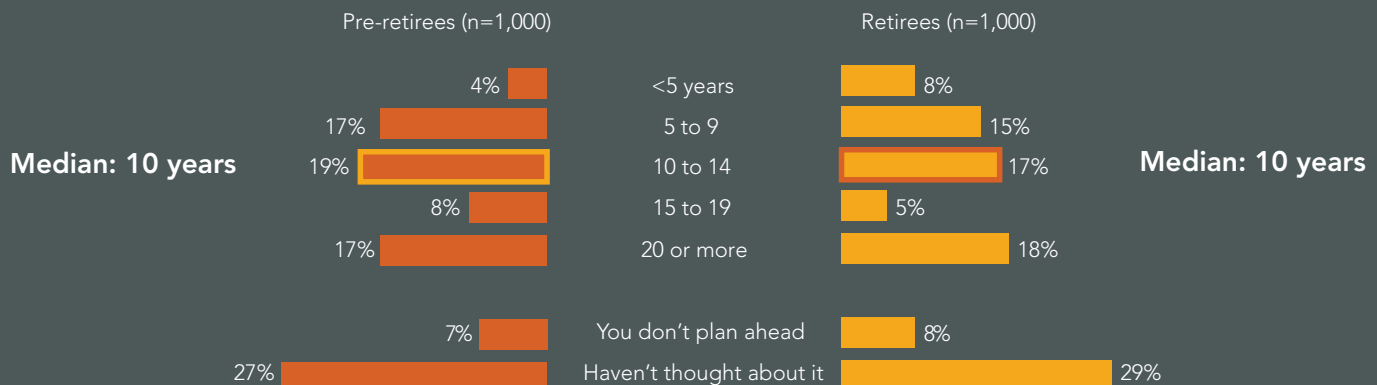 Pre-retirees (n=1,000) Retirees (n=1,000)
4% <5 years 8%
17% 5 to 9 15%
Median: 10 years 19% 10 to 14 17% Median: 10 years
8% 15 to 19 5%
17% 20 or more 18%
7% You don’t plan ahead 8%
27% Haven’t thought about it 29%